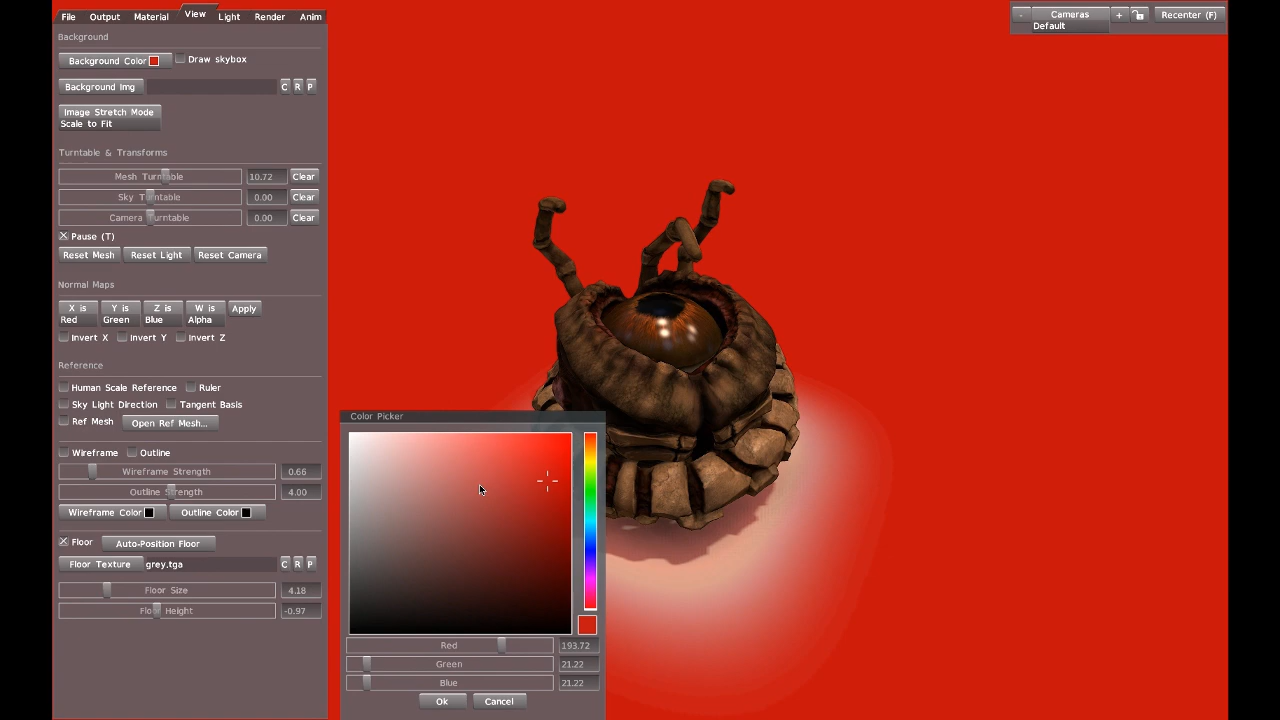 File Output Material View Light Render Anim
- Cameras + Recenter (F)
Default
Background
Background Color Draw skybox
Background Img C R P
Image Stretch Mode
Scale to Fit
Turntable & Transforms
Mesh Turntable 10.72 Clear
Sky Turntable 0.00 Clear
Camera Turntable 0.00 Clear
Pause (T)
Reset Mesh Reset Light Reset Camera
Normal Maps
X is Y is Z is W is Apply
Red Green Blue Alpha
Invert X Invert Y Invert Z
Reference
Human Scale Reference Ruler
Sky Light Direction Tangent Basis
Ref Mesh Open Ref Mesh...
Wireframe Outline
Wireframe Strength 0.66
Outline Strength 4.00
Wireframe Color Outline Color
Floor Auto-Position Floor
Floor Texture grey.tga C R P
Floor Size 4.18
Floor Height -0.97
Color Picker
Red 193.72
Green 21.22
Blue 21.22
Ok Cancel